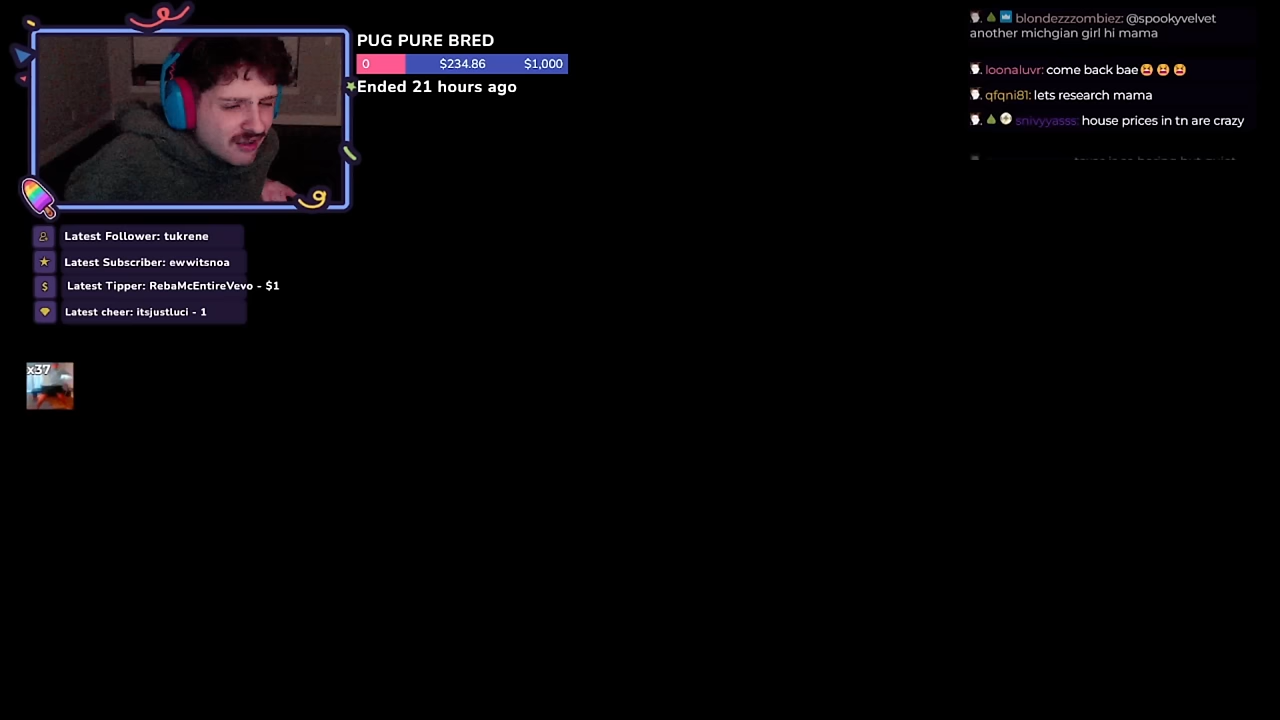 PUG PURE BRED
0 $234.86 $1,000
Ended 21 hours ago
Latest Follower: tukrene
Latest Subscriber: ewwitsnoa
Latest Tipper: RebaMcEntireVevo - $1
Latest cheer: itsjustluci - 1
x37
blondezzzombiez: @spookyvelvet
another michgian girl hi mama
loonaluvr: come back bae
qfqni81: lets research mama
snivyyasss: house prices in tn are crazy